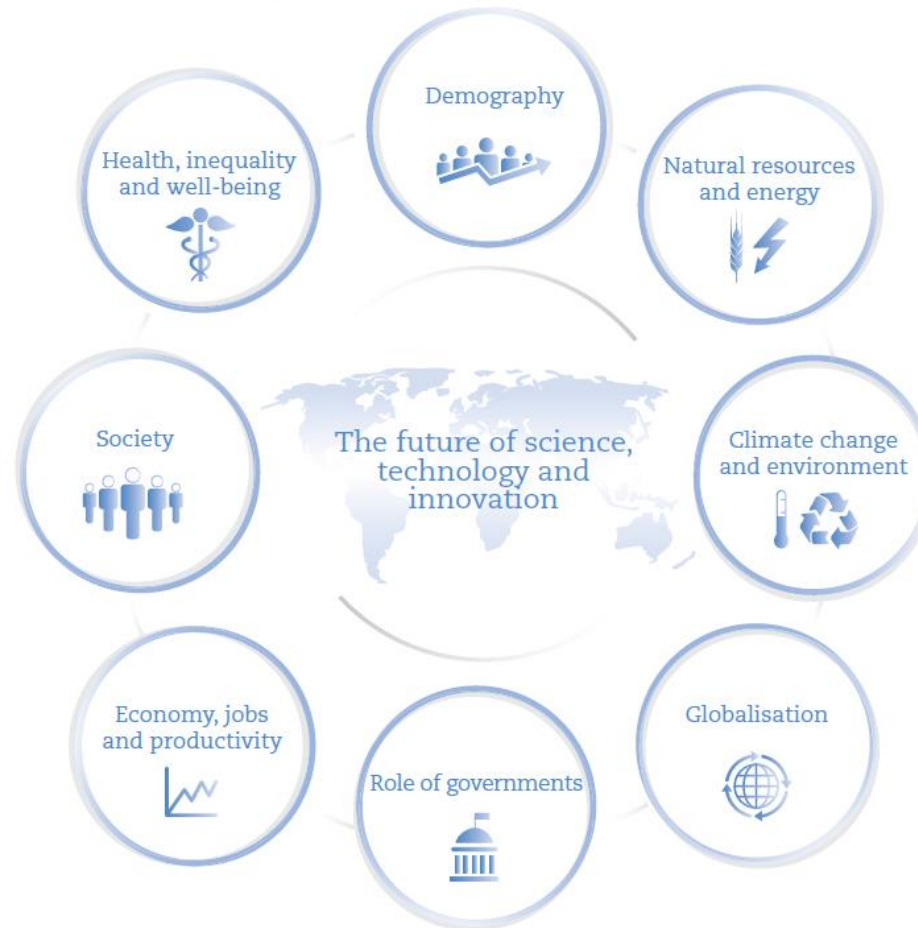 Demography
Health, inequality
and well-being
Natural resources
and energy
Society
The future of science,
technology and
innovation
Climate change
and environment
Economy, jobs
and productivity
Role of governments
Globalisation